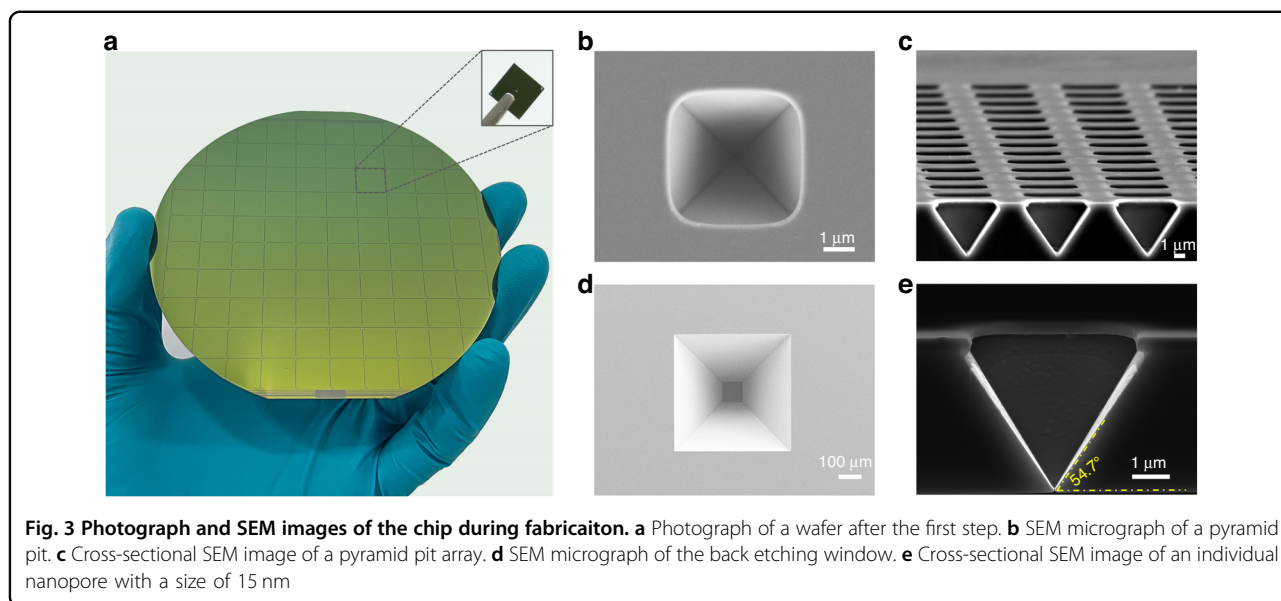 a
b
c
1 μm
1 μm
d
e
100 μm
54.7°
1 μm
Fig. 3 Photograph and SEM images of the chip during fabricaiton. a Photograph of a wafer after the first step. b SEM micrograph of a pyramid
pit. c Cross-sectional SEM image of a pyramid pit array. d SEM micrograph of the back etching window. e Cross-sectional SEM image of an individual
nanopore with a size of 15 nm